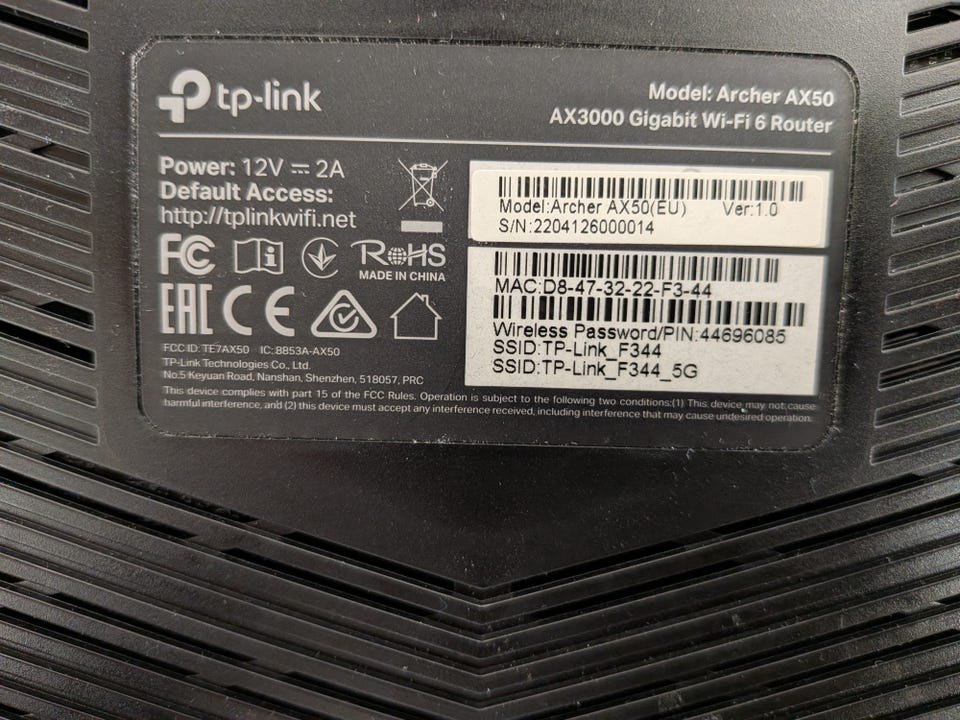 tp-link
Model: Archer AX50
AX3000 Gigabit Wi-Fi 6 Router
Power: 12V ⎓ 2A
Default Access:
http://tplinkwifi.net
FC
RoHS
MADE IN CHINA
EAC CE
FCC ID: TE7AX50 IC: 8853A-AX50
TP-Link Technologies Co., Ltd.
No.5 Keyuan Road, Nanshan, Shenzhen, 518057, PRC
Model:Archer AX50(EU) Ver:1.0
S/N:2204126000014
MAC:D8-47-32-22-F3-44
Wireless Password/PIN:44696085
SSID:TP-Link_F344
SSID:TP-Link_F344_5G
This device complies with part 15 of the FCC Rules. Operation is subject to the following two conditions:(1) This device may not cause
harmful interference, and (2) this device must accept any interference received, including interference that may cause undesired operation.